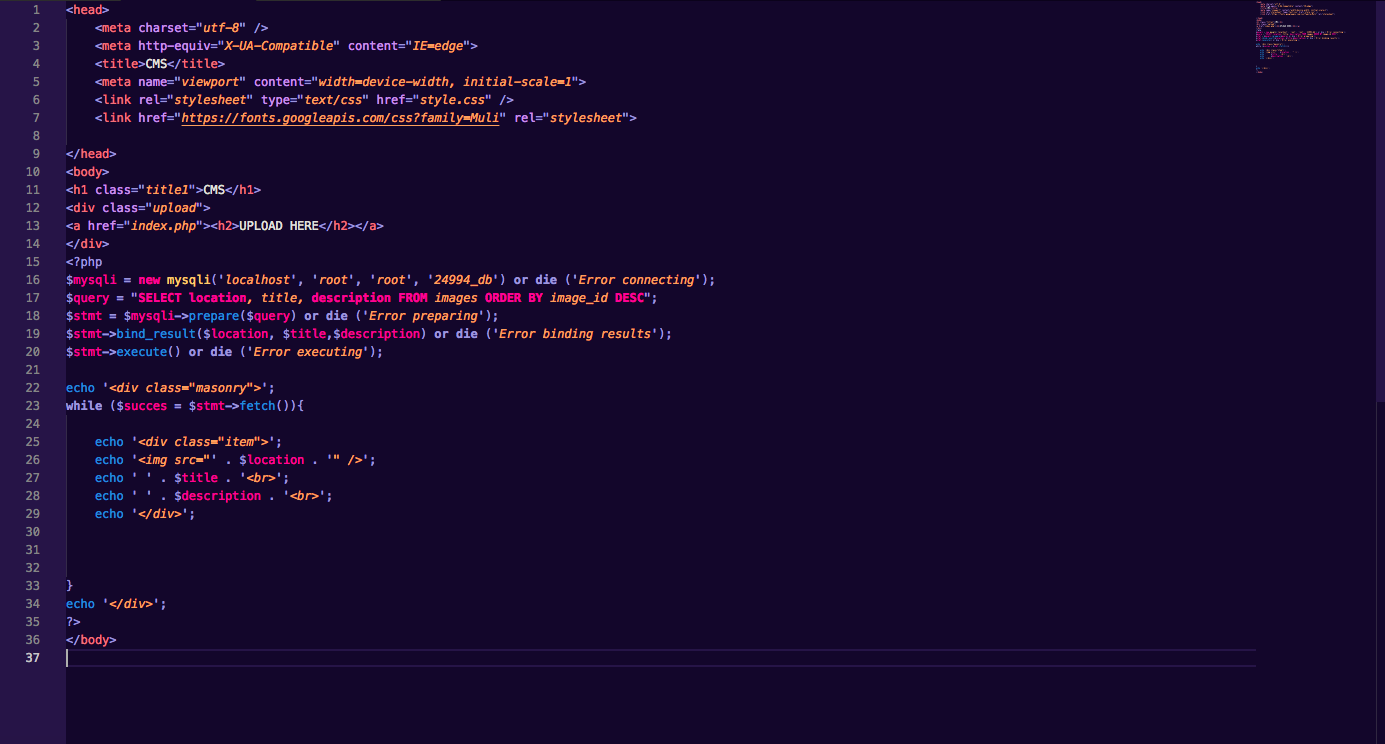 1 <head>
2 <meta charset="utf-8" />
3 <meta http-equiv="X-UA-Compatible" content="IE=edge">
4 <title>CMS</title>
5 <meta name="viewport" content="width=device-width, initial-scale=1">
6 <link rel="stylesheet" type="text/css" href="style.css" />
7 <link href="https://fonts.googleapis.com/css?family=Muli" rel="stylesheet">
8
9 </head>
10 <body>
11 <h1 class="title1">CMS</h1>
12 <div class="upload">
13 <a href="index.php"><h2>UPLOAD HERE</h2></a>
14 </div>
15 <?php
16 $mysqli = new mysqli('localhost', 'root', 'root', '24994_db') or die ('Error connecting');
17 $query = "SELECT location, title, description FROM images ORDER BY image_id DESC";
18 $stmt = $mysqli->prepare($query) or die ('Error preparing');
19 $stmt->bind_result($location, $title,$description) or die ('Error binding results');
20 $stmt->execute() or die ('Error executing');
21
22 echo '<div class="masonry">';
23 while ($succes = $stmt->fetch()){
24
25 echo '<div class="item">';
26 echo '<img src="' . $location . '" />';
27 echo ' ' . $title . '<br>';
28 echo ' ' . $description . '<br>';
29 echo '</div>';
30
31
32
33 }
34 echo '</div>';
35 ?>
36 </body>
37